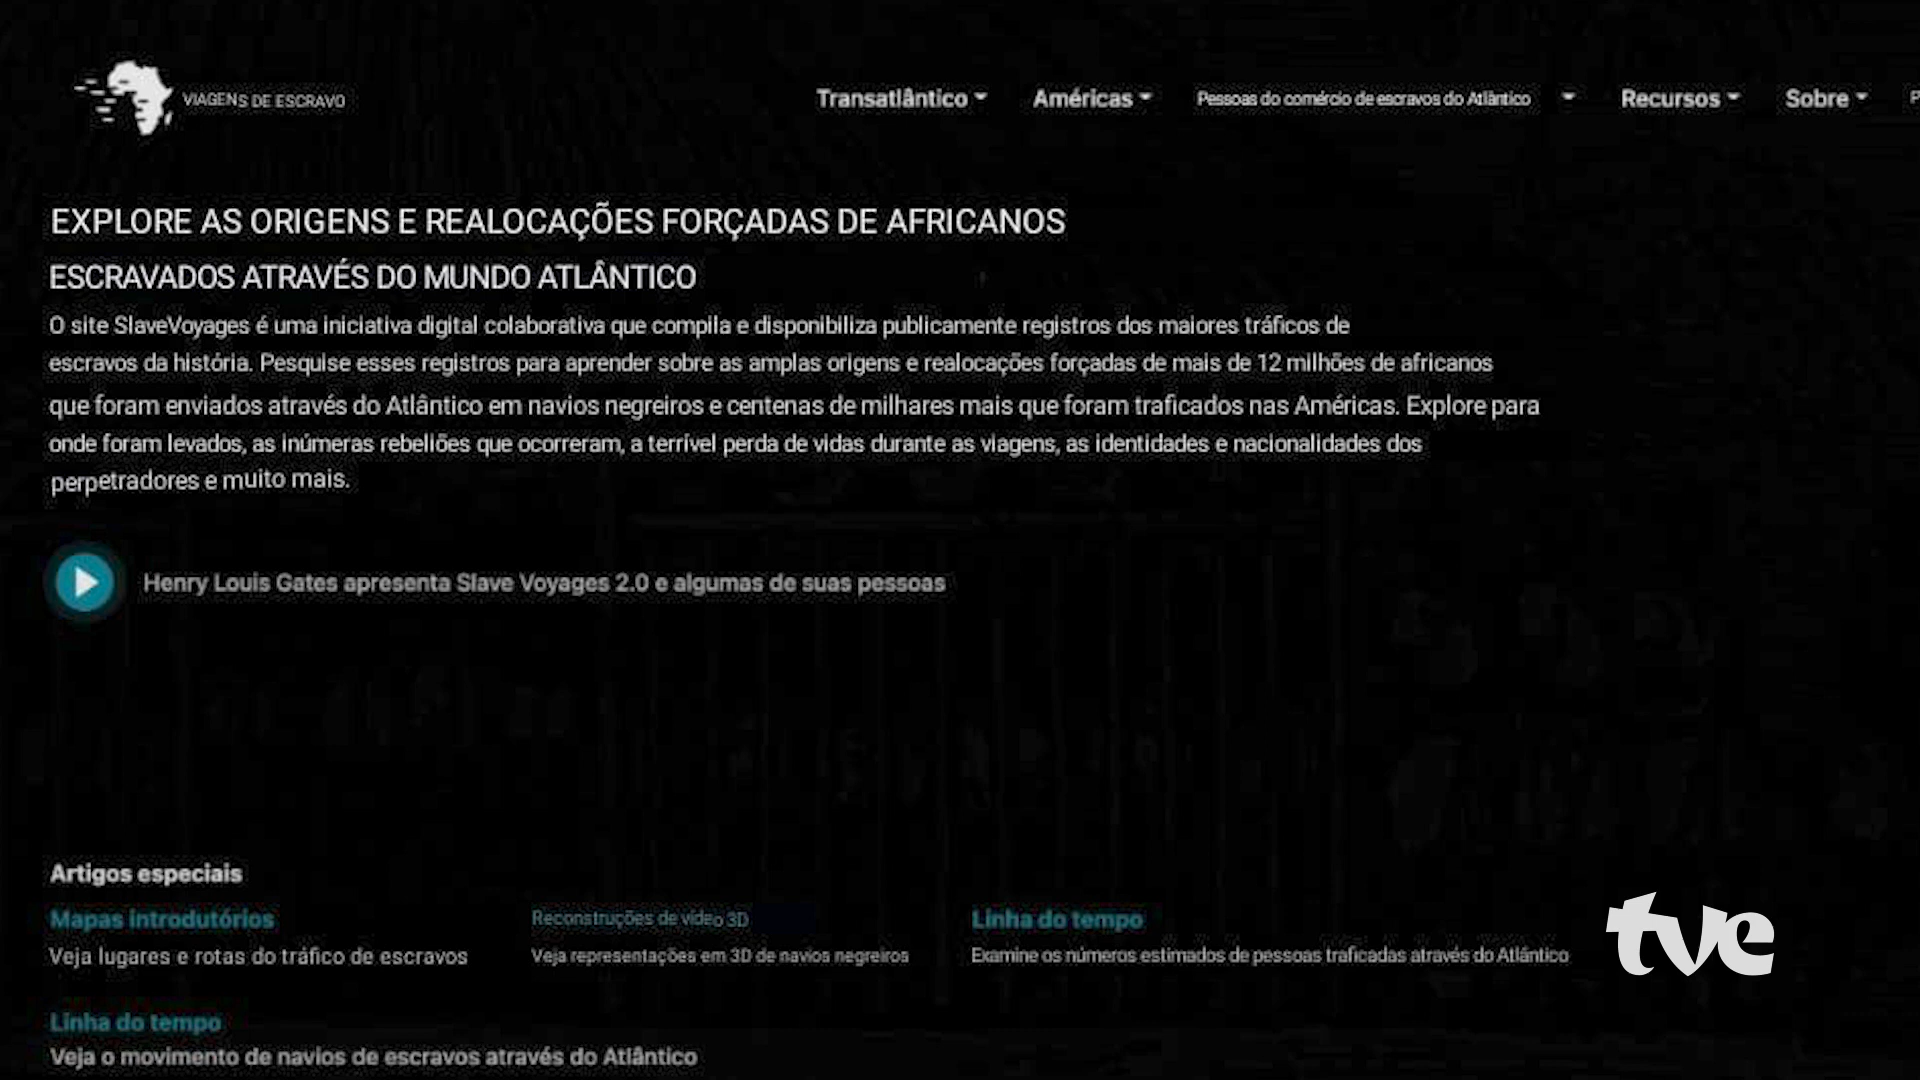 VIAGENS DE ESCRAVO
Transatlântico
Américas
Pessoas do comércio de escravos do Atlântico
Recursos
Sobre
EXPLORE AS ORIGENS E REALOCAÇÕES FORÇADAS DE AFRICANOS
ESCRAVADOS ATRAVÉS DO MUNDO ATLÂNTICO
O site SlaveVoyages é uma iniciativa digital colaborativa que compila e disponibiliza publicamente registros dos maiores tráficos de
escravos da história. Pesquise esses registros para aprender sobre as amplas origens e realocações forçadas de mais de 12 milhões de africanos
que foram enviados através do Atlântico em navios negreiros e centenas de milhares mais que foram traficados nas Américas. Explore para
onde foram levados, as inúmeras rebeliões que ocorreram, a terrível perda de vidas durante as viagens, as identidades e nacionalidades dos
perpetradores e muito mais.
Henry Louis Gates apresenta Slave Voyages 2.0 e algumas de suas pessoas
Artigos especiais
Mapas introdutórios
Veja lugares e rotas do tráfico de escravos
Reconstruções de vídeo 3D
Veja representações em 3D de navios negreiros
Linha do tempo
Examine os números estimados de pessoas traficadas através do Atlântico
tve
Linha do tempo
Veja o movimento de navios de escravos através do Atlântico